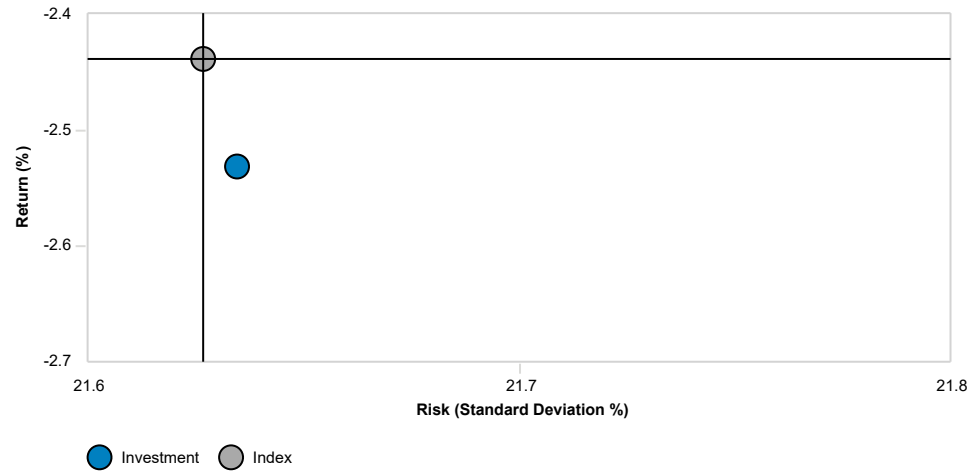 -2.4
-2.5
Return (%)
-2.6
-2.7
21.6 21.7 21.8
Risk (Standard Deviation %)
Investment Index